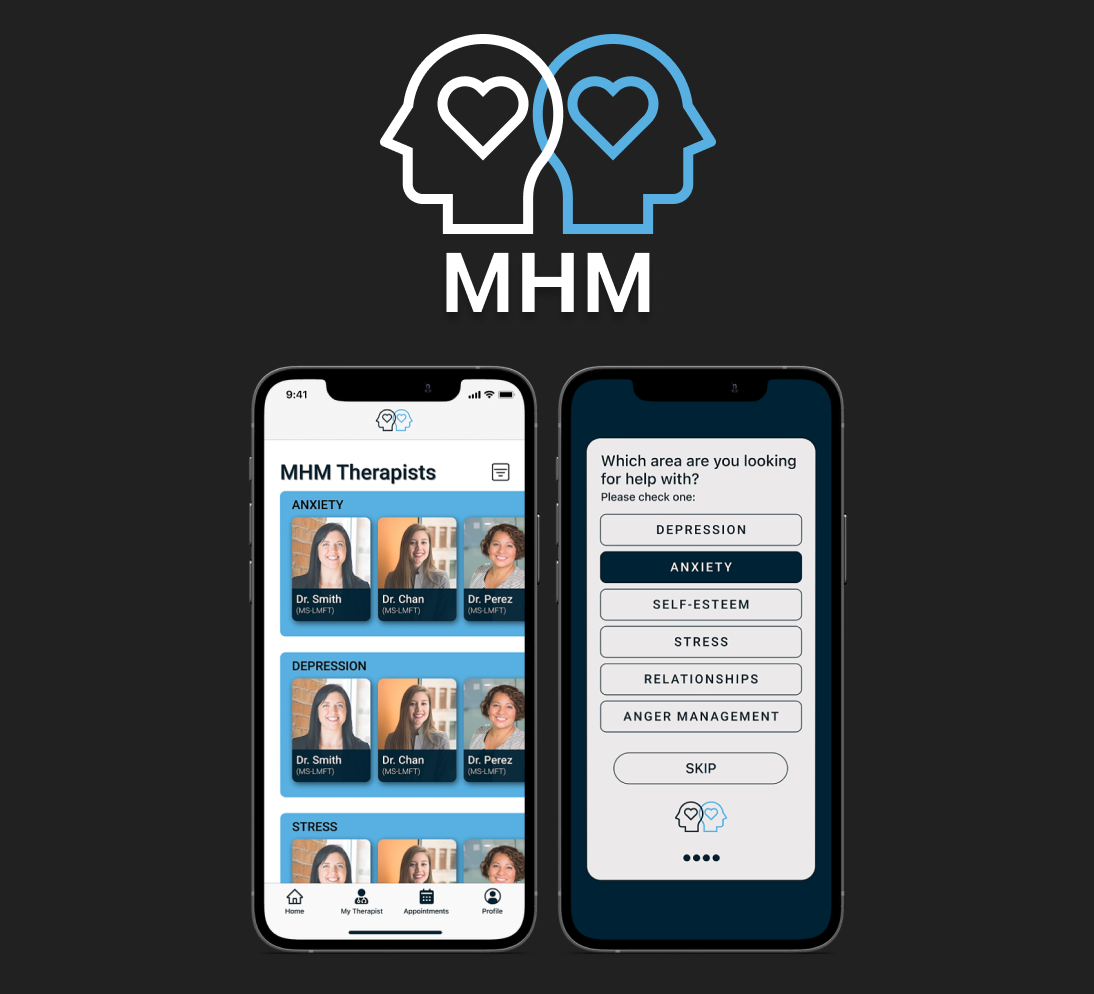 MHM
9:41
MHM Therapists
ANXIETY
Dr. Smith
(MS-LMFT)
Dr. Chan
(MS-LMFT)
Dr. Perez
(MS-LMFT)
DEPRESSION
Dr. Smith
(MS-LMFT)
Dr. Chan
(MS-LMFT)
Dr. Perez
(MS-LMFT)
STRESS
Home
My Therapist
Appointments
Profile
Which area are you looking
for help with?
Please check one:
DEPRESSION
ANXIETY
SELF-ESTEEM
STRESS
RELATIONSHIPS
ANGER MANAGEMENT
SKIP